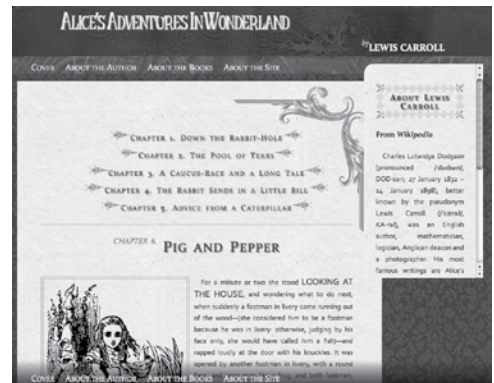 ALICE'S ADVENTURES IN WONDERLAND
by LEWIS CARROLL
COVER ABOUT THE AUTHOR ABOUT THE BOOKS ABOUT THE SITE
CHAPTER 1. DOWN THE RABBIT-HOLE
CHAPTER 2. THE POOL OF TEARS
CHAPTER 3. A CAUCUS-RACE AND A LONG TALE
CHAPTER 4. THE RABBIT SENDS IN A LITTLE BILL
CHAPTER 5. ADVICE FROM A CATERPILLAR
CHAPTER 6. PIG AND PEPPER
For a minute or two she stood LOOKING AT
THE HOUSE, and wondering what to do next,
when suddenly a footman in livery came running out
of the wood—(she considered him to be a footman
because he was in livery: otherwise, judging by his
face only, she would have called him a fish)—and
rapped loudly at the door with his knuckles. It was
opened by another footman in livery, with a round
and both footmen,
COVER ABOUT THE AUTHOR ABOUT THE BOOKS ABOUT THE SITE
ABOUT LEWIS
CARROLL
From Wikipedia
Charles Lutwidge Dodgson
(pronounced
DOD-sən; 27 January 1832 –
14 January 1898), better
known by the pseudonym
Lewis Carroll
was an English
author, mathematician,
logician, Anglican deacon and
a photographer. His most
famous writings are Alice's